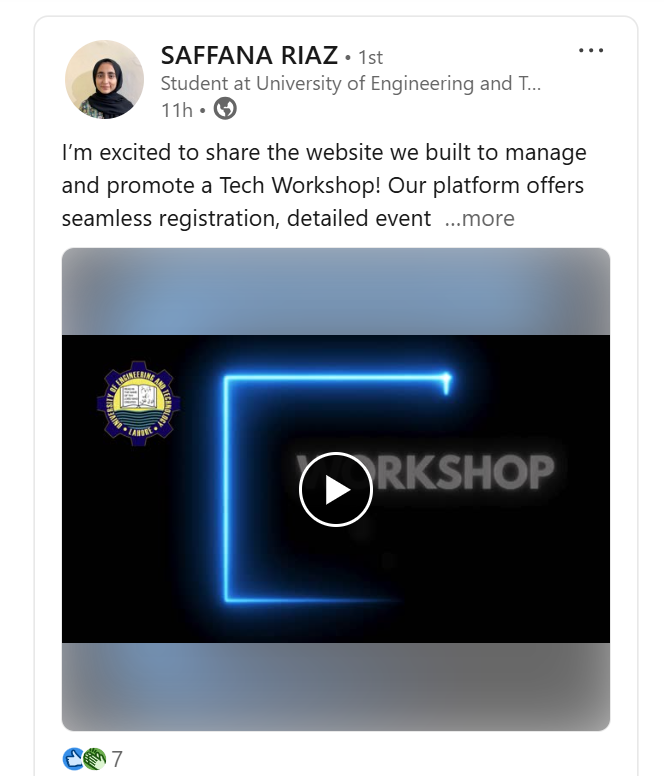 SAFFANA RIAZ • 1st
Student at University of Engineering and T...
11h •
I’m excited to share the website we built to manage
and promote a Tech Workshop! Our platform offers
seamless registration, detailed event ...more
UNIVERSITY OF ENGINEERING AND TECHNOLOGY
LAHORE
WORKSHOP
7